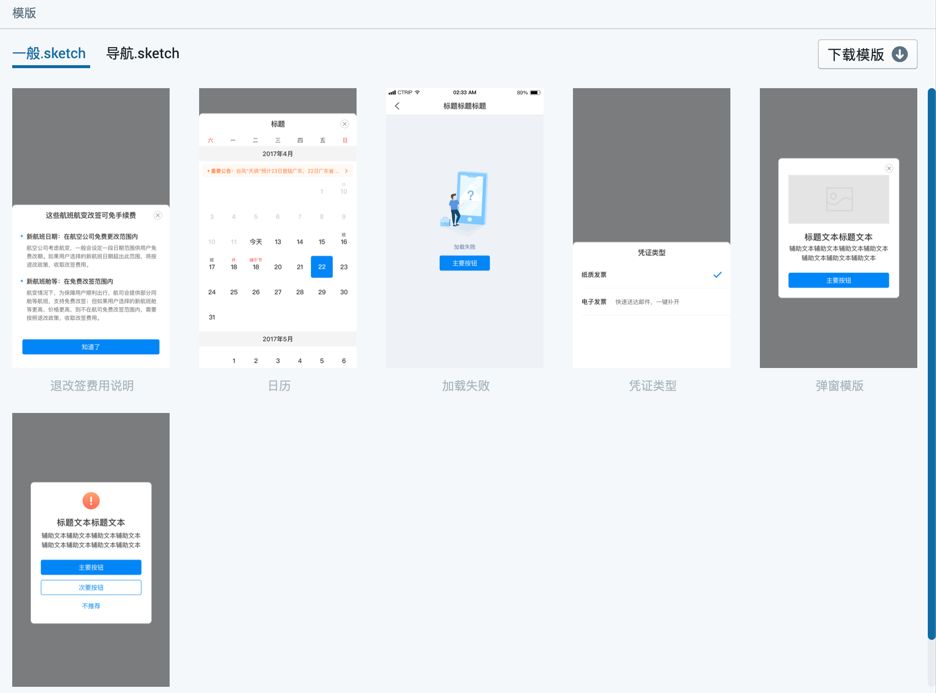 模版
一般.sketch
导航.sketch
下载模版
这些航班航变改签可免手续费
新航班日期：在航空公司免费更改范围内
航空公司考虑航变，一般会设定一段日期范围供用户免
费改期。如果用户选择的新航班日期超出此范围，将按
退改政策，收取改签费用。
新航班舱等：在免费改签范围内
航变情况下，为保障用户顺利出行，航司会提供部分同
舱等航班，支持免费改签；但如果用户选择的新航班舱
等更高、价格更高，则不在航司免费改签范围内，需要
按照退改政策，收取改签费用。
知道了
退改签费用说明
标题
六 一 二 三 四 五 日
2017年4月
重要公告：台风“天鸽”预计23日登陆广东，22日广东省 ...
1
10
3 4 5 6 7 8 9
10 11 今天 13 14 15 16
17 18 18 20 21 22 23
24 25 26 27 28 29 30
31
2017年5月
1 2 3 4 5 6
日历
CTRIP 02:33 AM 89%
标题标题标题
?
加载失败
主要按钮
加载失败
凭证类型
纸质发票
电子发票 快速送达邮件，一键补开
凭证类型
标题文本标题文本
辅助文本辅助文本辅助文本辅助文本
辅助文本辅助文本辅助文本
主要按钮
弹窗模版
!
标题文本标题文本
辅助文本辅助文本辅助文本辅助文本
辅助文本辅助文本辅助文本辅助文本
主要按钮
次要按钮
不推荐